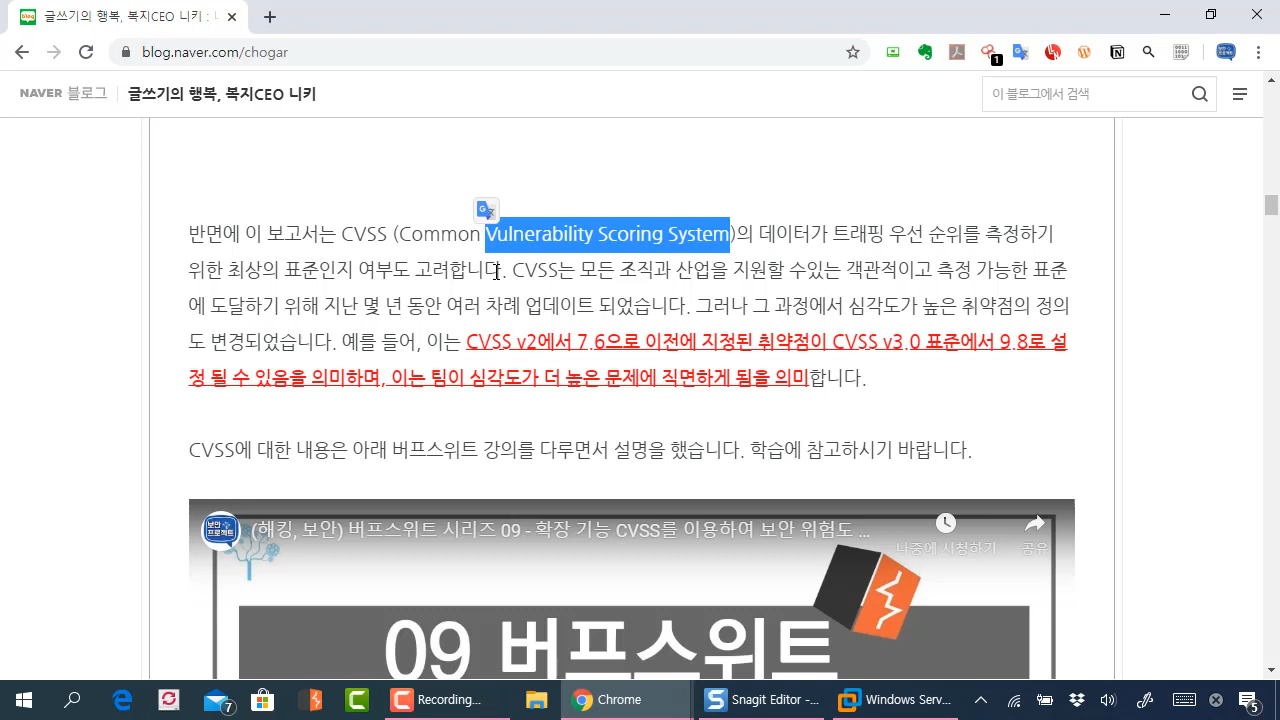 글쓰기의 행복, 복지CEO 니키 :
blog.naver.com/chogar
1
NAVER 블로그
글쓰기의 행복, 복지CEO 니키
이 블로그에서 검색
반면에 이 보고서는 CVSS (Common Vulnerability Scoring System)의 데이터가 트래핑 우선 순위를 측정하기
위한 최상의 표준인지 여부도 고려합니다. CVSS는 모든 조직과 산업을 지원할 수있는 객관적이고 측정 가능한 표준
에 도달하기 위해 지난 몇 년 동안 여러 차례 업데이트 되었습니다. 그러나 그 과정에서 심각도가 높은 취약점의 정의
도 변경되었습니다. 예를 들어, 이는 CVSS v2에서 7.6으로 이전에 지정된 취약점이 CVSS v3.0 표준에서 9.8로 설
정 될 수 있음을 의미하며, 이는 팀이 심각도가 더 높은 문제에 직면하게 됨을 의미합니다.
CVSS에 대한 내용은 아래 버프스위트 강의를 다루면서 설명을 했습니다. 학습에 참고하시기 바랍니다.
보안 프로젝트
(해킹, 보안) 버프스위트 시리즈 09 - 확장 기능 CVSS를 이용하여 보안 위험도 ...
나중에 시청하기
공유
09 버프스위트
7
Recording...
Chrome
Snagit Editor -...
Windows Serv...
5